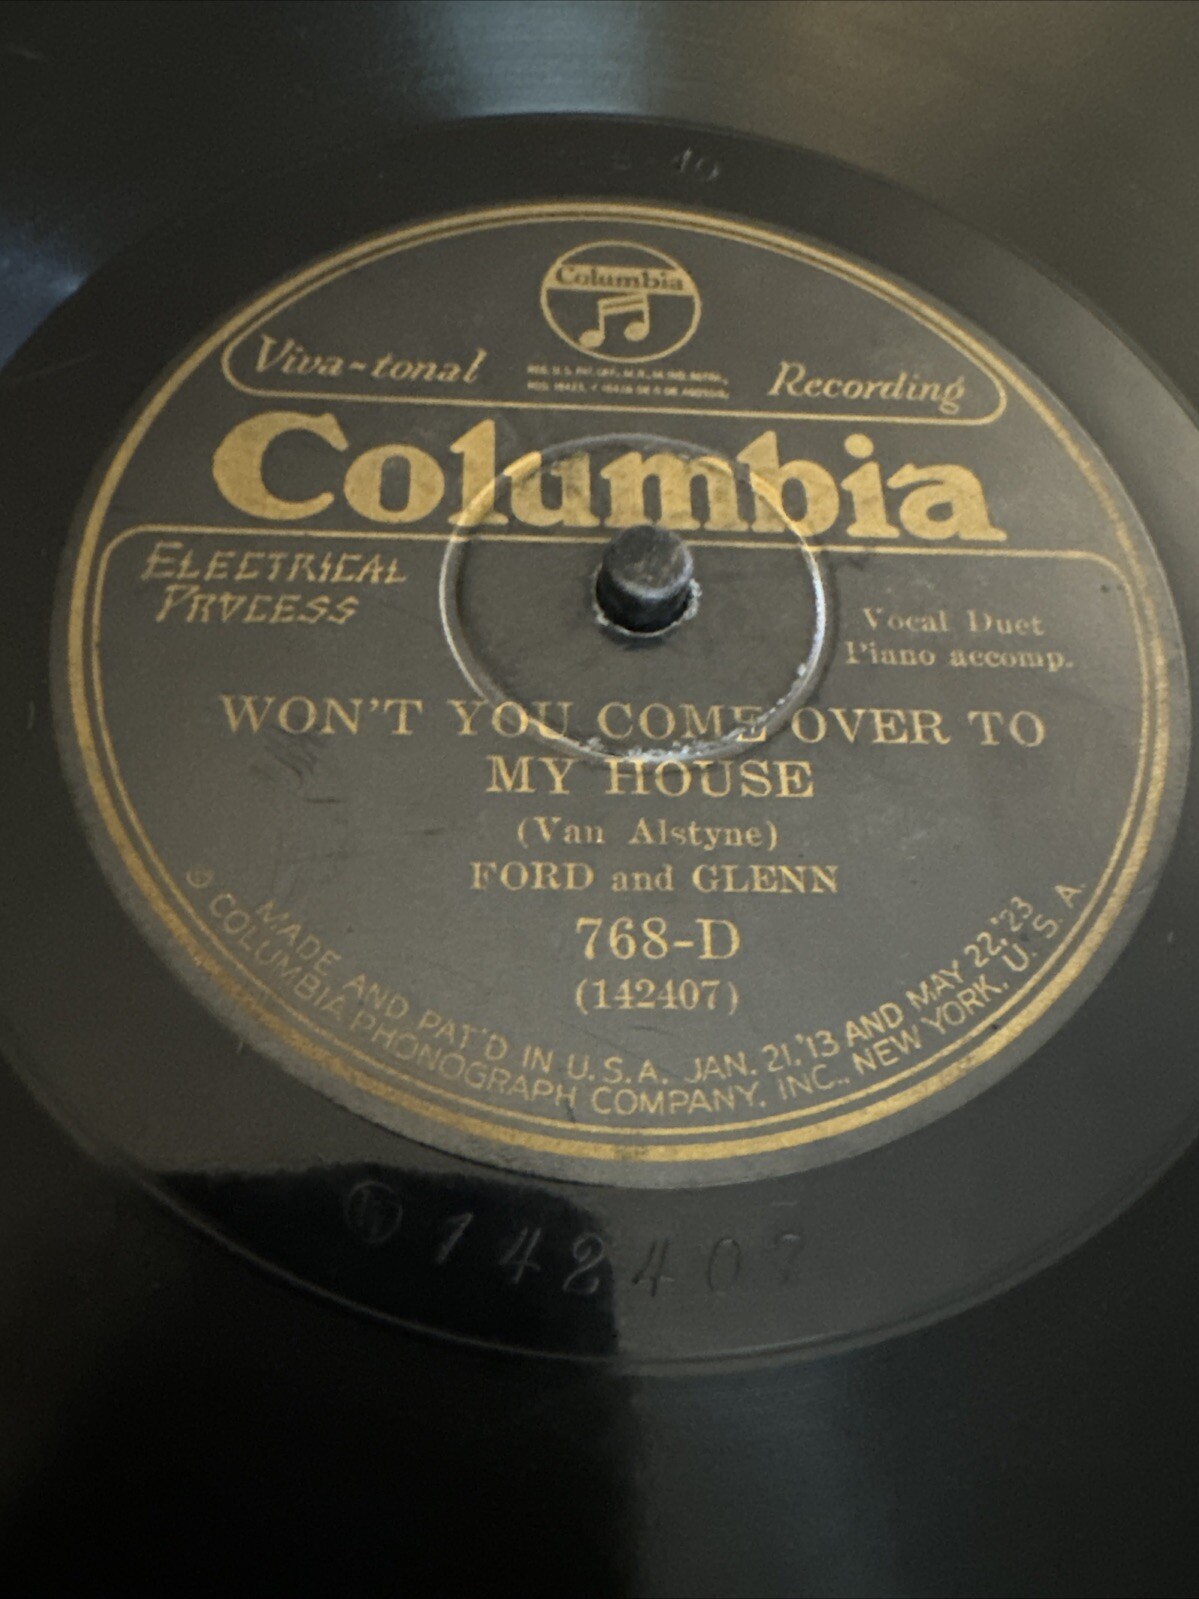 40
Columbia
Viva-tonal Recording
Columbia
ELECTRICAL
PROCESS
Vocal Duet
Piano accomp.
WON'T YOU COME OVER TO
MY HOUSE
(Van Alstyne)
FORD and GLENN
768-D
(142407)
MADE AND PAT'D IN U.S.A. JAN. 21,'13 AND MAY 22,'23
COLUMBIA PHONOGRAPH COMPANY, INC., NEW YORK, U. S. A.
142407